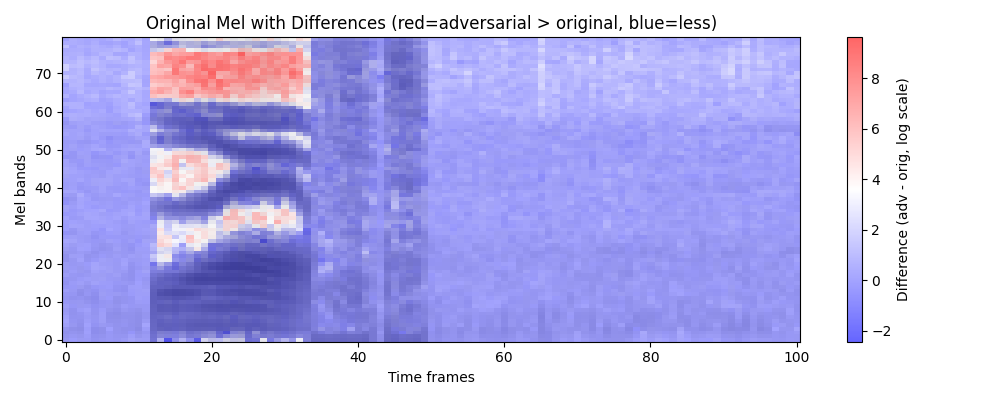 Original Mel with Differences (red=adversarial > original, blue=less)
Mel bands
70
60
50
40
30
20
10
0
0 20 40 60 80 100
Time frames
8
6
4
2
0
−2
Difference (adv - orig, log scale)